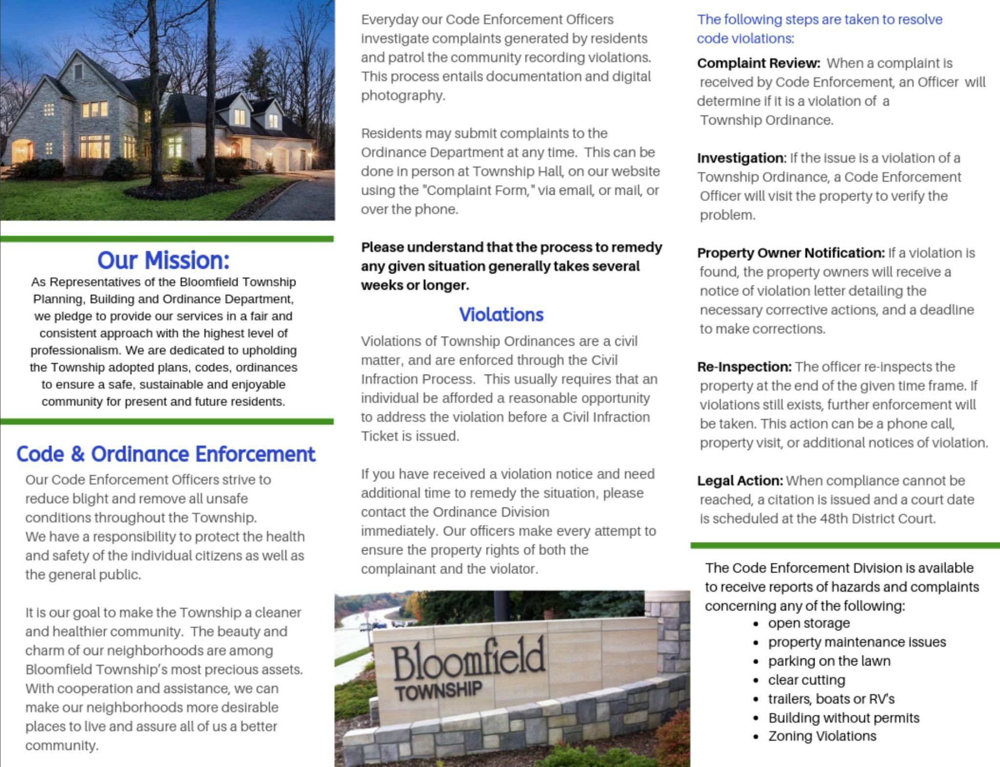 Our Mission:
As Representatives of the Bloomfield Township
Planning, Building and Ordinance Department,
we pledge to provide our services in a fair and
consistent approach with the highest level of
professionalism. We are dedicated to upholding
the Township adopted plans, codes, ordinances
to ensure a safe, sustainable and enjoyable
community for present and future residents.
Code & Ordinance Enforcement
Our Code Enforcement Officers strive to
reduce blight and remove all unsafe
conditions throughout the Township.
We have a responsibility to protect the health
and safety of the individual citizens as well as
the general public.
It is our goal to make the Township a cleaner
and healthier community. The beauty and
charm of our neighborhoods are among
Bloomfield Township’s most precious assets.
With cooperation and assistance, we can
make our neighborhoods more desirable
places to live and assure all of us a better
community.
Everyday our Code Enforcement Officers
investigate complaints generated by residents
and patrol the community recording violations.
This process entails documentation and digital
photography.
Residents may submit complaints to the
Ordinance Department at any time. This can be
done in person at Township Hall, on our website
using the "Complaint Form," via email, or mail, or
over the phone.
Please understand that the process to remedy
any given situation generally takes several
weeks or longer.
Violations
Violations of Township Ordinances are a civil
matter, and are enforced through the Civil
Infraction Process. This usually requires that an
individual be afforded a reasonable opportunity
to address the violation before a Civil Infraction
Ticket is issued.
If you have received a violation notice and need
additional time to remedy the situation, please
contact the Ordinance Division
immediately. Our officers make every attempt to
ensure the property rights of both the
complainant and the violator.
Bloomfield
TOWNSHIP
The following steps are taken to resolve
code violations:
Complaint Review: When a complaint is
received by Code Enforcement, an Officer will
determine if it is a violation of a
Township Ordinance.
Investigation: If the issue is a violation of a
Township Ordinance, a Code Enforcement
Officer will visit the property to verify the
problem.
Property Owner Notification: If a violation is
found, the property owners will receive a
notice of violation letter detailing the
necessary corrective actions, and a deadline
to make corrections.
Re-Inspection: The officer re-inspects the
property at the end of the given time frame. If
violations still exists, further enforcement will
be taken. This action can be a phone call,
property visit, or additional notices of violation.
Legal Action: When compliance cannot be
reached, a citation is issued and a court date
is scheduled at the 48th District Court.
The Code Enforcement Division is available
to receive reports of hazards and complaints
concerning any of the following:
• open storage
• property maintenance issues
• parking on the lawn
• clear cutting
• trailers, boats or RV's
• Building without permits
• Zoning Violations